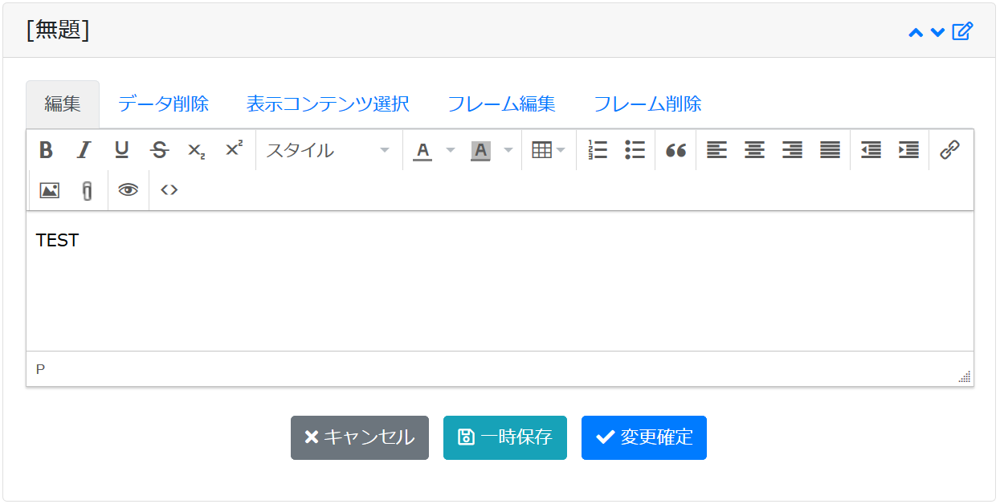 [無題]
編集 データ削除 表示コンテンツ選択 フレーム編集 フレーム削除
B I U S x₂ x² スタイル A A
TEST
P
キャンセル 一時保存 変更確定